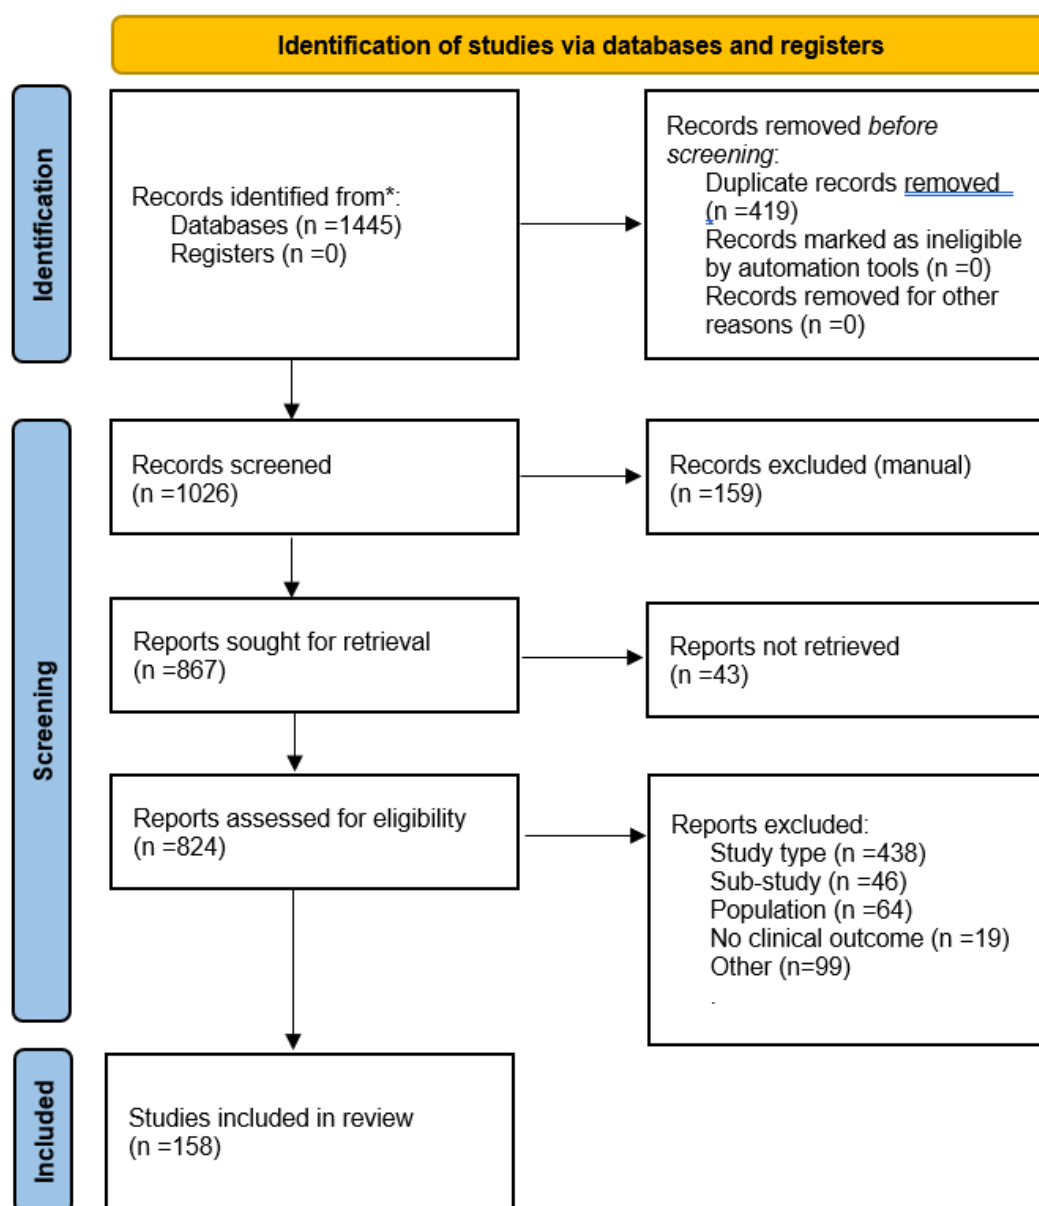 Identification of studies via databases and registers
Identification
Records identified from*:
Databases (n =1445)
Registers (n =0)
Records removed before
screening:
Duplicate records removed
(n =419)
Records marked as ineligible
by automation tools (n =0)
Records removed for other
reasons (n =0)
Screening
Records screened
(n =1026)
Records excluded (manual)
(n =159)
Reports sought for retrieval
(n =867)
Reports not retrieved
(n =43)
Reports assessed for eligibility
(n =824)
Reports excluded:
Study type (n =438)
Sub-study (n =46)
Population (n =64)
No clinical outcome (n =19)
Other (n=99)
.
Included
Studies included in review
(n =158)